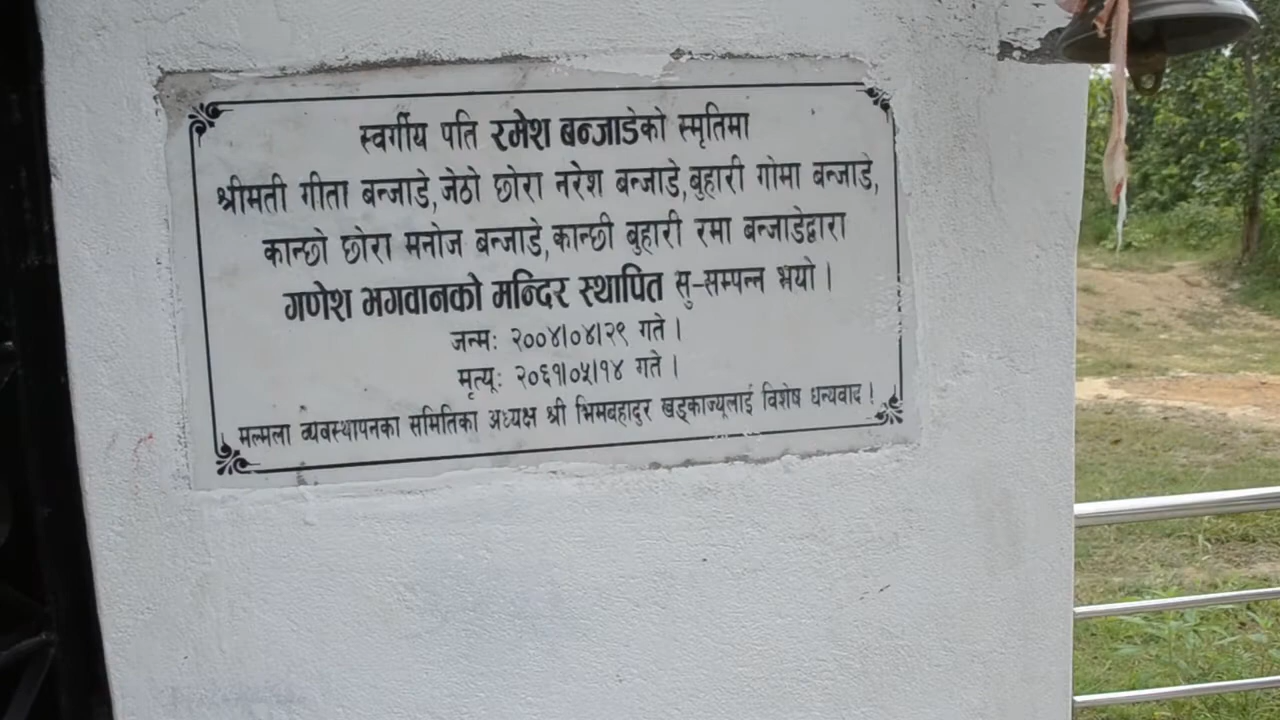 स्वर्गीय पति रमेश बन्जाडेको स्मृतिमा
श्रीमती गीता बन्जाडे, जेठो छोरा नरेश बन्जाडे, बुहारी गोमा बन्जाडे,
कान्छो छोरा मनोज बन्जाडे, कान्छी बुहारी रमा बन्जाडेद्वारा
गणेश भगवानको मन्दिर स्थापित सु-सम्पन्न भयो ।
जन्म: २००४।०४।२९ गते ।
मृत्यू: २०६१।०५।१४ गते ।
मल्मला व्यवस्थापनका समितिका अध्यक्ष श्री भिमबहादुर खड्काज्यूलाई विशेष धन्यवाद !